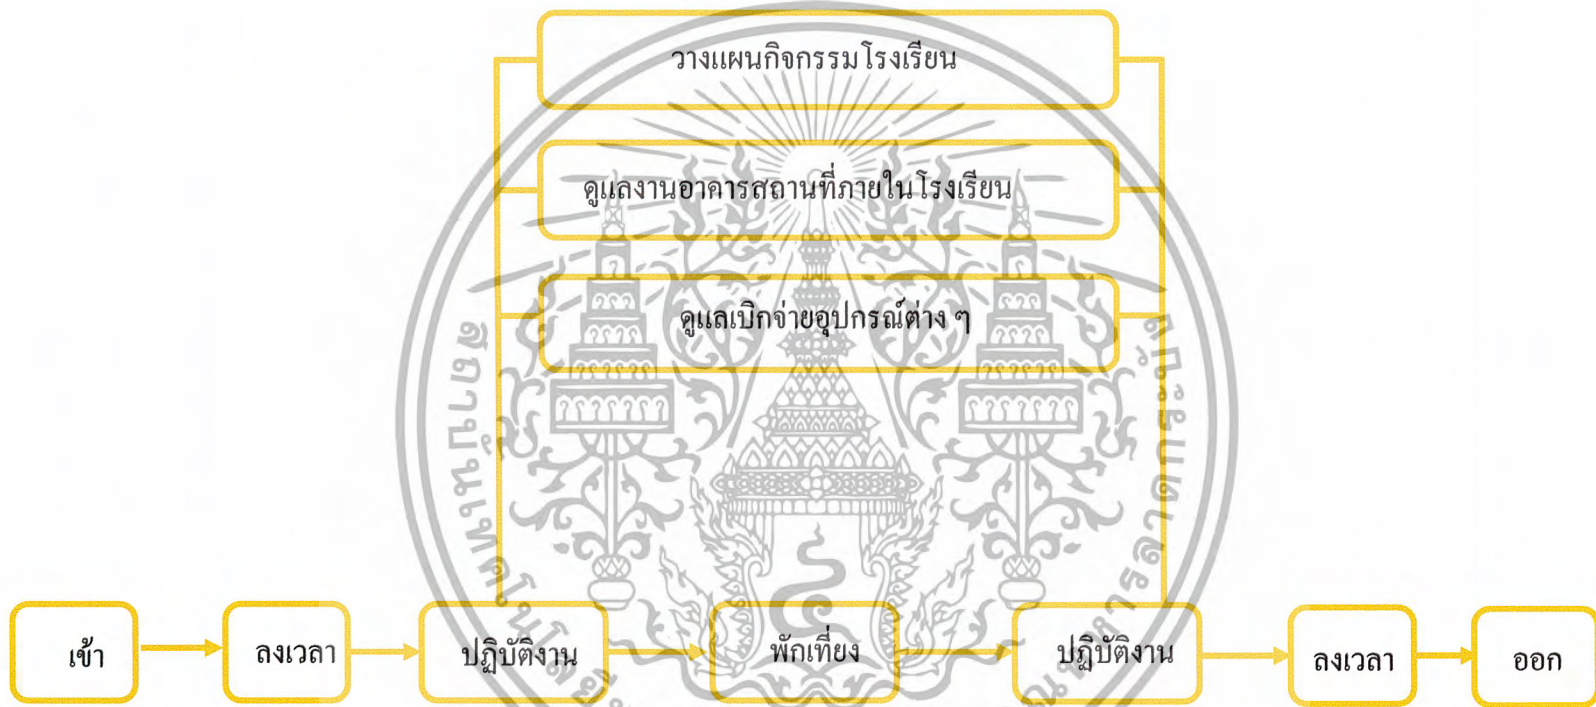 วางแผนกิจกรรมโรงเรียน
ดูแลงานอาคารสถานที่ภายในโรงเรียน
ดูแลเบิกจ่ายอุปกรณ์ต่าง ๆ
เข้า
ลงเวลา
ปฏิบัติงาน
พักเที่ยง
ปฏิบัติงาน
ลงเวลา
ออก